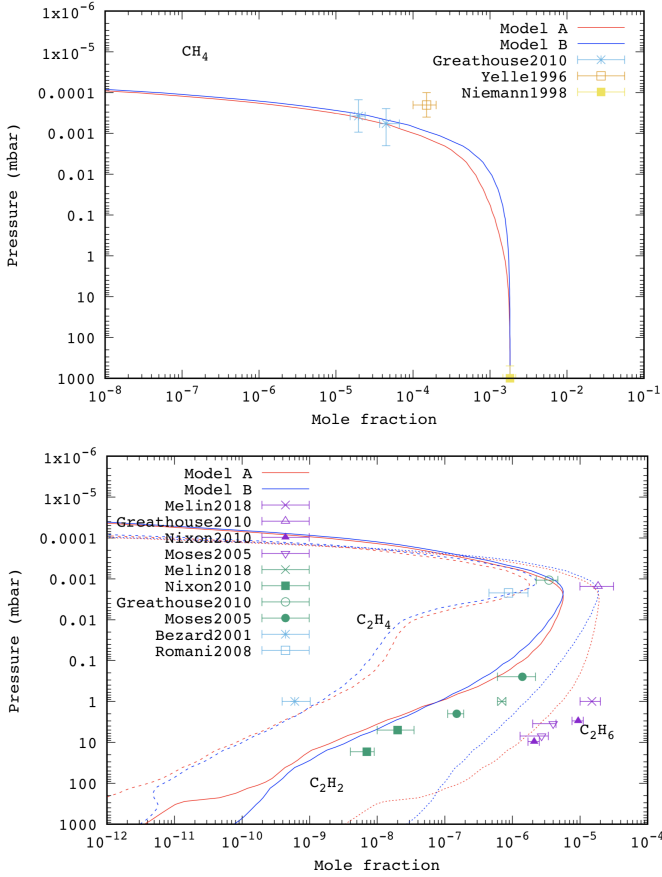 1x10⁻⁶
1x10⁻⁵
0.0001
0.001
0.01
0.1
1
10
100
1000
Pressure (mbar)
CH₄
Model A
Model B
Greathouse2010
Yelle1996
Niemann1998
10⁻⁸ 10⁻⁷ 10⁻⁶ 10⁻⁵ 10⁻⁴ 10⁻³ 10⁻² 10⁻¹
Mole fraction
1x10⁻⁶
1x10⁻⁵
0.0001
0.001
0.01
0.1
1
10
100
1000
Pressure (mbar)
Model A
Model B
Melin2018
Greathouse2010
Nixon2010
Moses2005
Melin2018
Nixon2010
Greathouse2010
Moses2005
Bezard2001
Romani2008
C₂H₄
C₂H₆
C₂H₂
10⁻¹² 10⁻¹¹ 10⁻¹⁰ 10⁻⁹ 10⁻⁸ 10⁻⁷ 10⁻⁶ 10⁻⁵ 10⁻⁴
Mole fraction